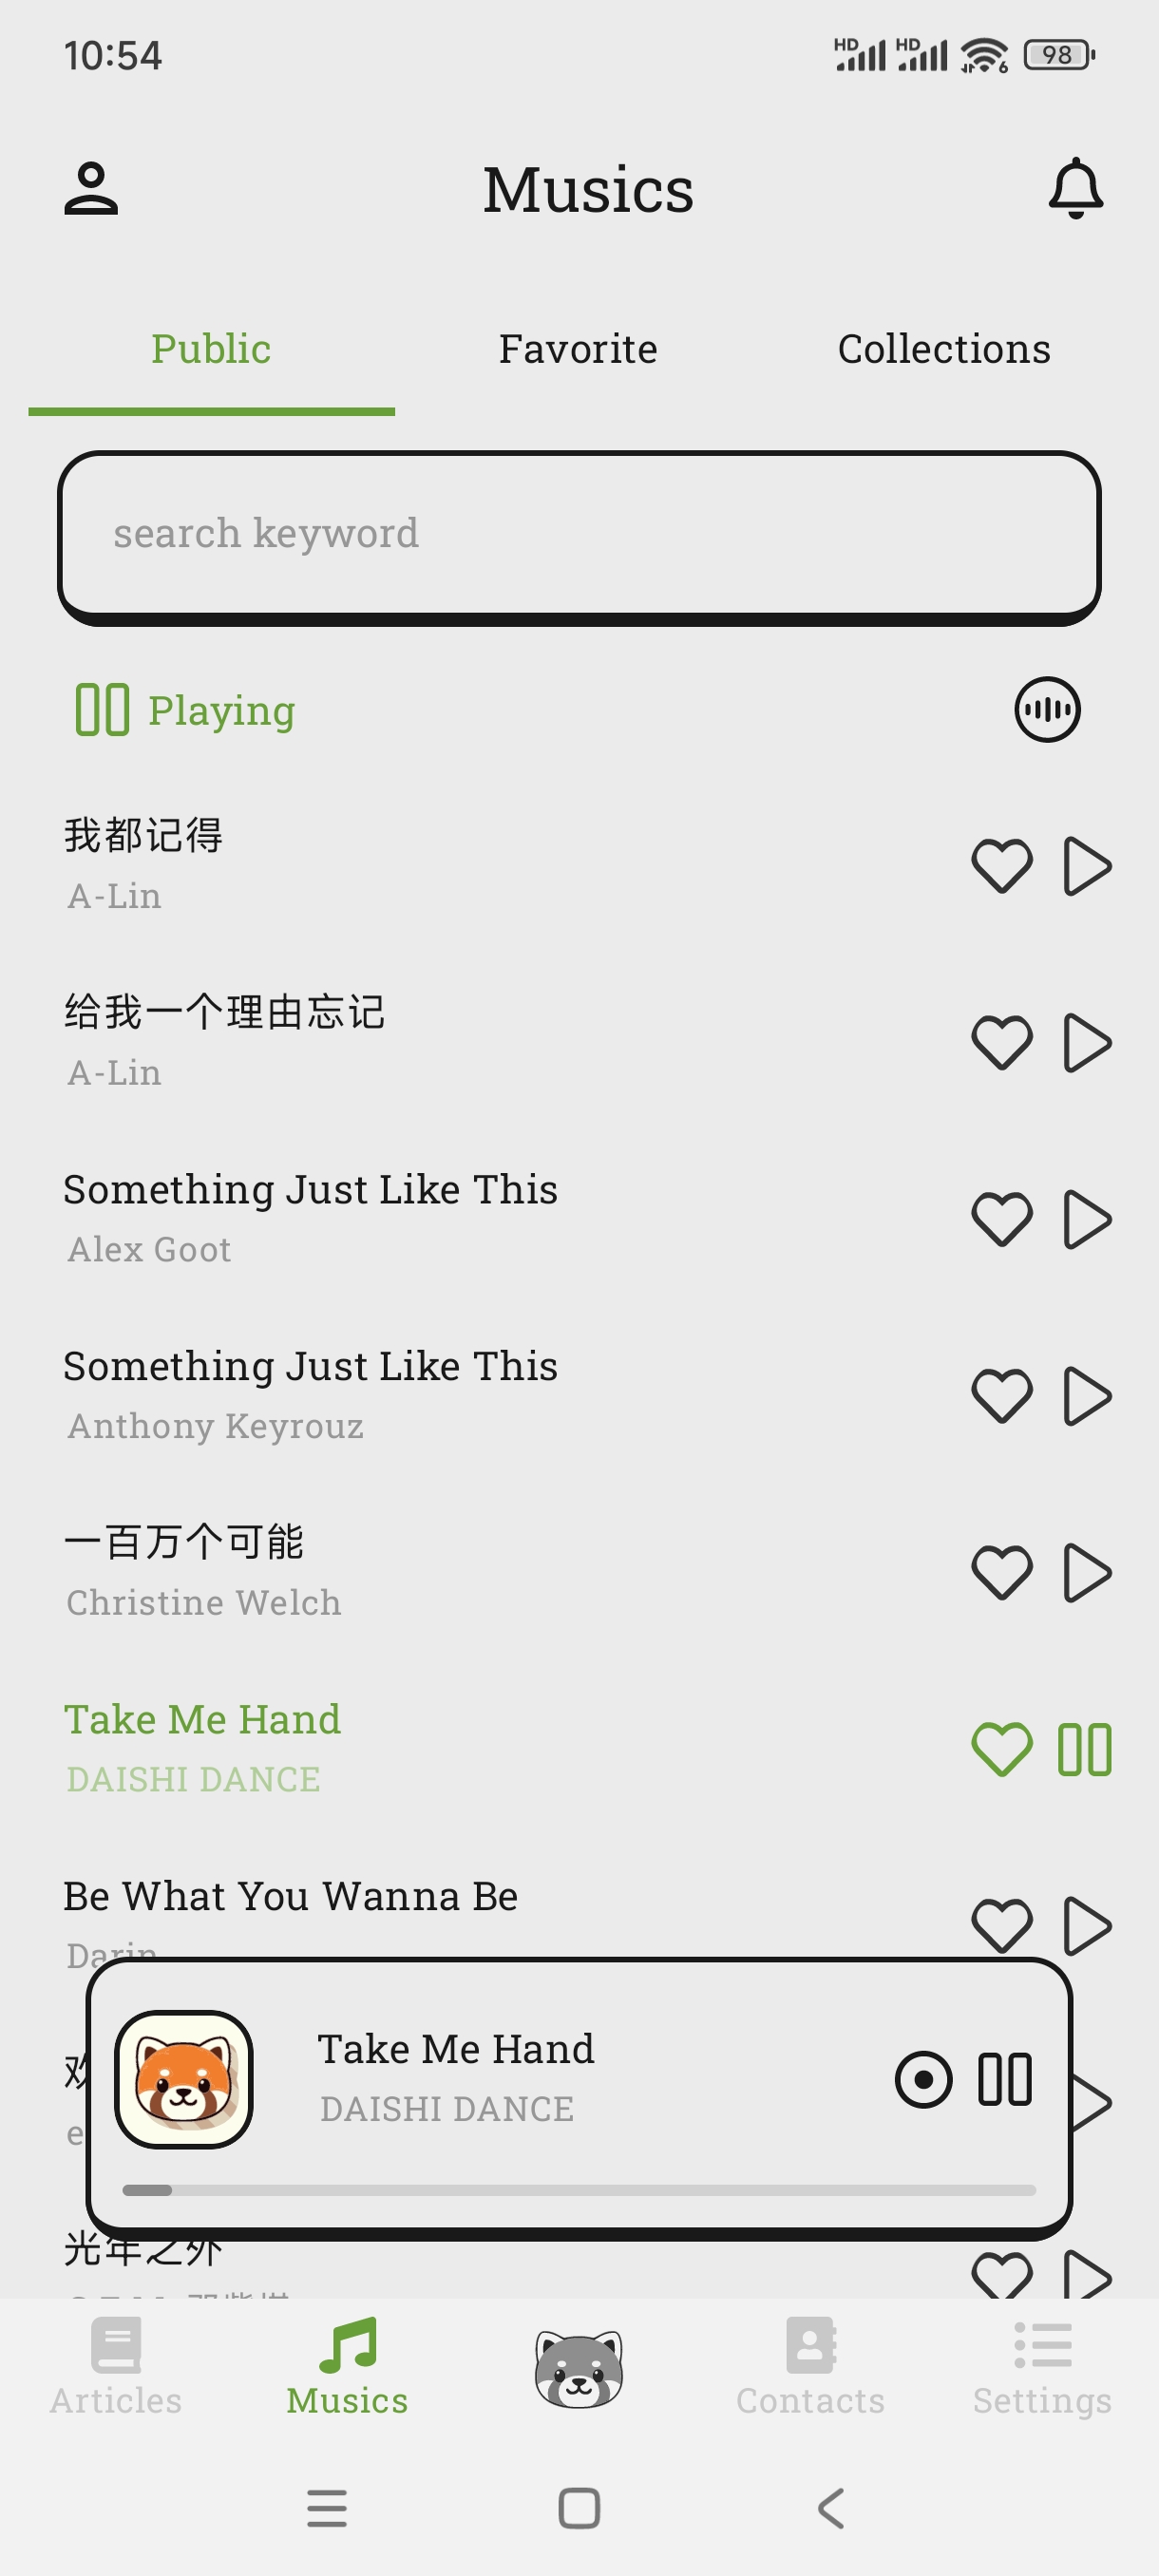 10:54
HD HD 6 98
Musics
Public Favorite Collections
search keyword
Playing
我都记得
A-Lin
给我一个理由忘记
A-Lin
Something Just Like This
Alex Goot
Something Just Like This
Anthony Keyrouz
一百万个可能
Christine Welch
Take Me Hand
DAISHI DANCE
Be What You Wanna Be
Darin
Take Me Hand
DAISHI DANCE
光年之外
Articles Musics Contacts Settings